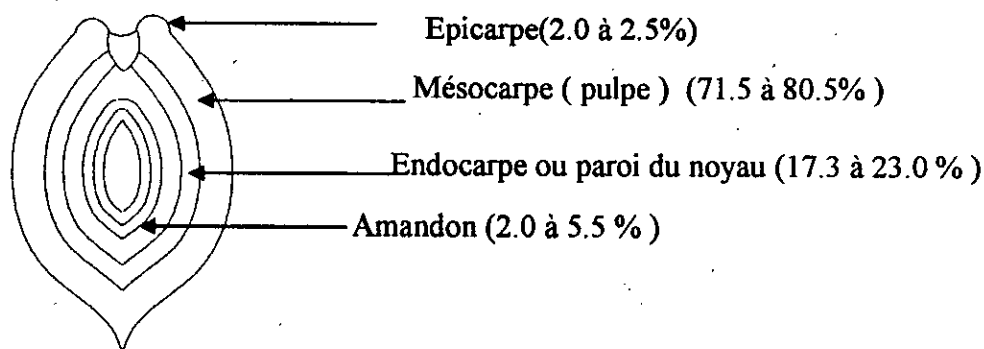 Epicarpe(2.0 à 2.5%)
Mésocarpe ( pulpe ) (71.5 à 80.5% )
Endocarpe ou paroi du noyau (17.3 à 23.0 % )
Amandon (2.0 à 5.5 % )